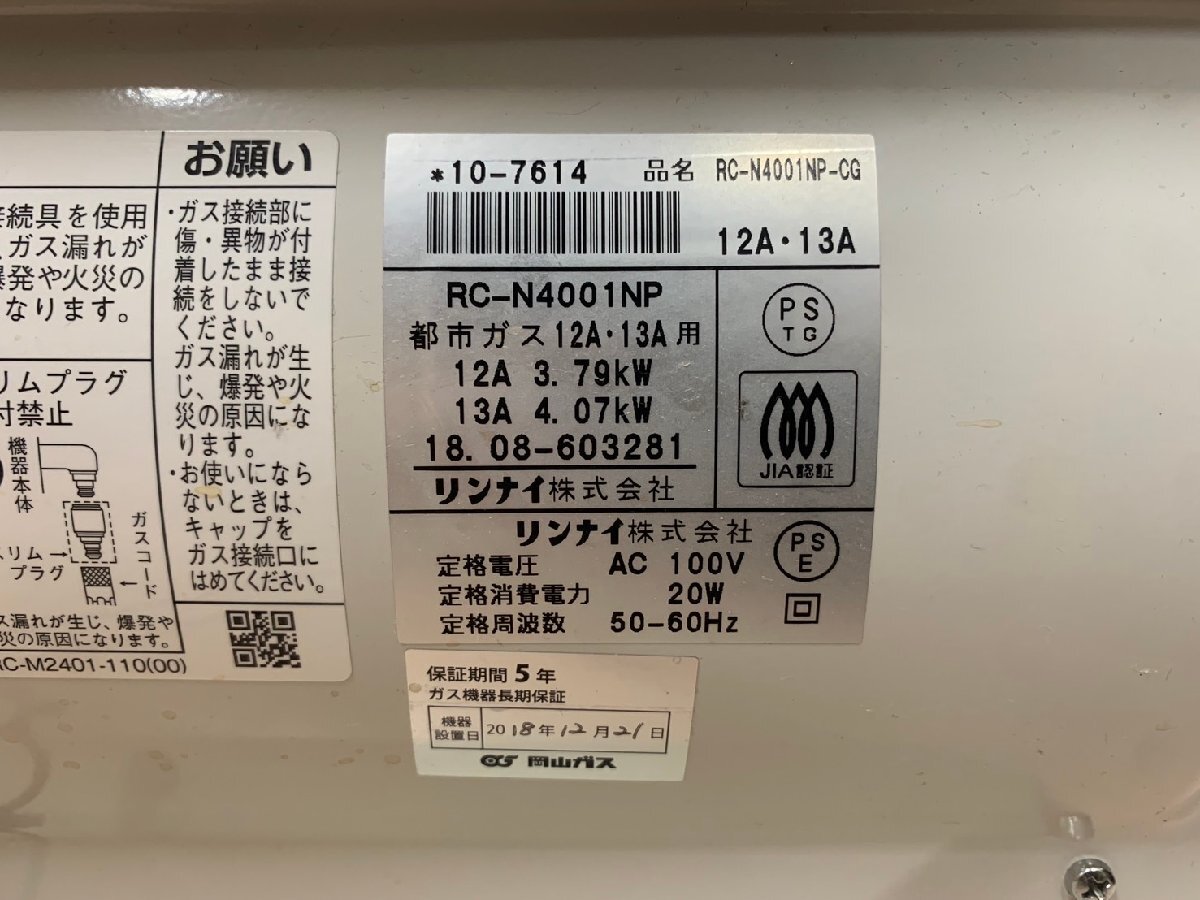 接続具を使用
ガス漏れが
爆発や火災の
なります。
リムプラグ
付禁止
機器本体
ガスコード
スリム
プラグ
ス漏れが生じ、爆発や
火災の原因になります。
RC-M2401-110(00)
お願い
・ガス接続部に
傷・異物が付
着したまま接
続をしないで
ください。
ガス漏れが生
じ、爆発や火
災の原因にな
ります。
・お使いになら
ないときは、
キャップを
ガス接続口に
はめてください。
*10-7614 品名 RC-N4001NP-CG
12A・13A
RC-N4001NP
都市ガス12A・13A用
12A 3.79kW
13A 4.07kW
18.08-603281
リンナイ株式会社
PS
TG
JIA認証
リンナイ株式会社
定格電圧 AC 100V
定格消費電力 20W
定格周波数 50-60Hz
PS
E
保証期間5年
ガス機器長期保証
機器
設置日 2018年12月21日
岡山ガス